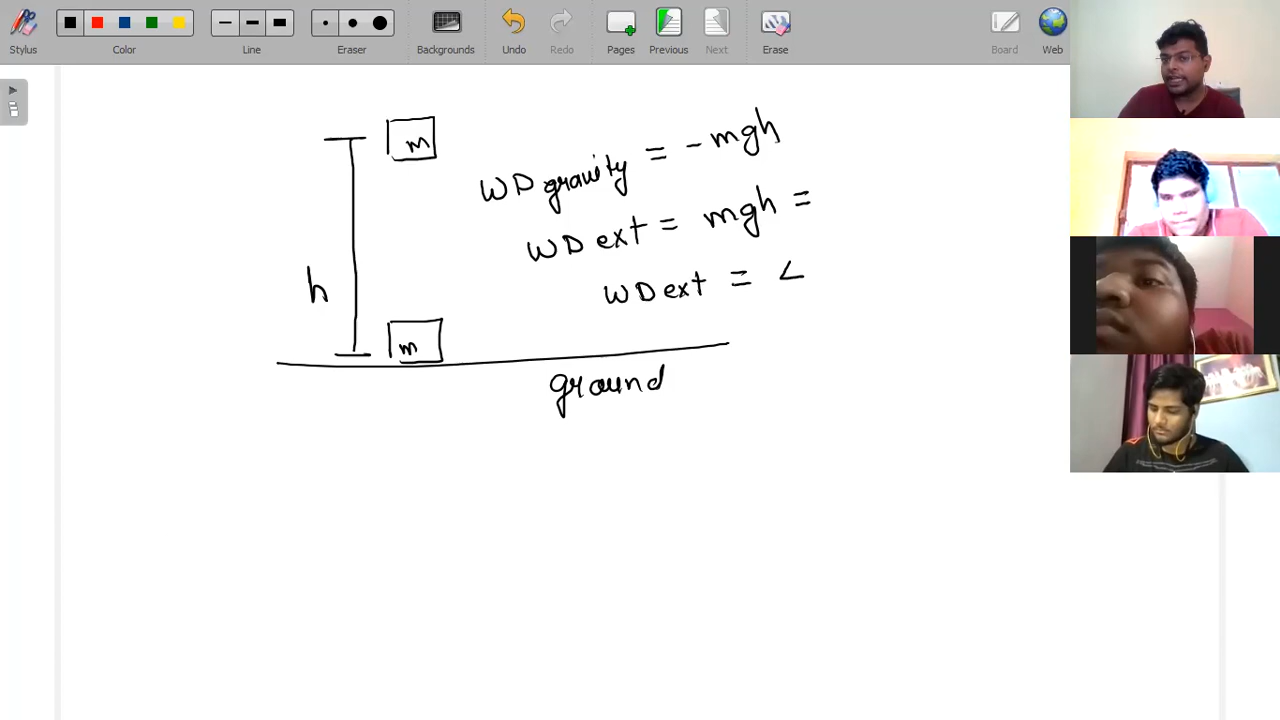 Stylus
Color
Line
Eraser
Backgrounds
Undo
Redo
Pages
Previous
Next
Erase
Board
Web
m
WD gravity = - mgh
WD ext = mgh =
WD ext = <
h
m
ground